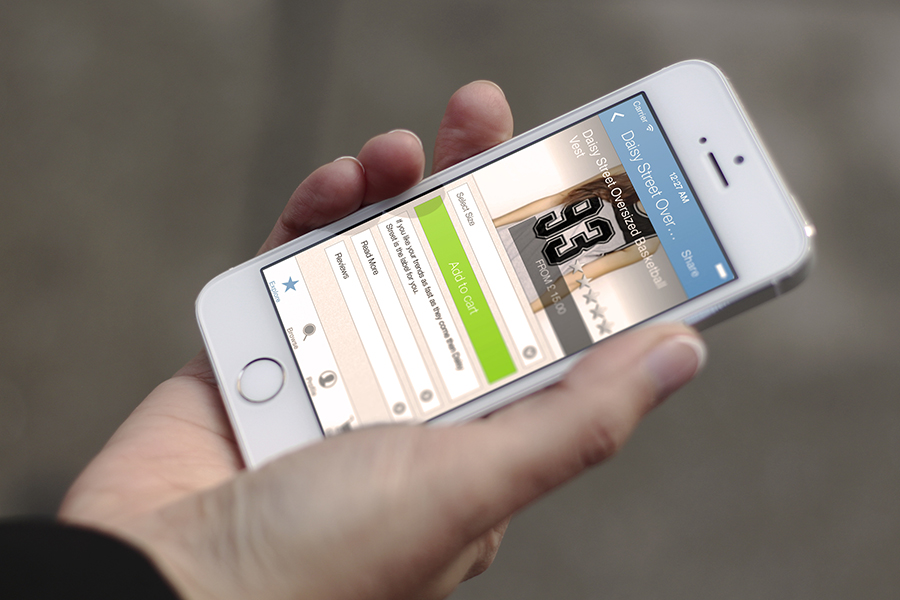 Carrier
12:27 AM
Daisy Street Over...
Share
Daisy Street Oversized Basketball
Vest
93
FROM £ 15.00
Select Size
Add to cart
If you like your trends as fast as they come then Daisy
Street is the label for you.
Read More
Reviews
Explore
Browse
Profile